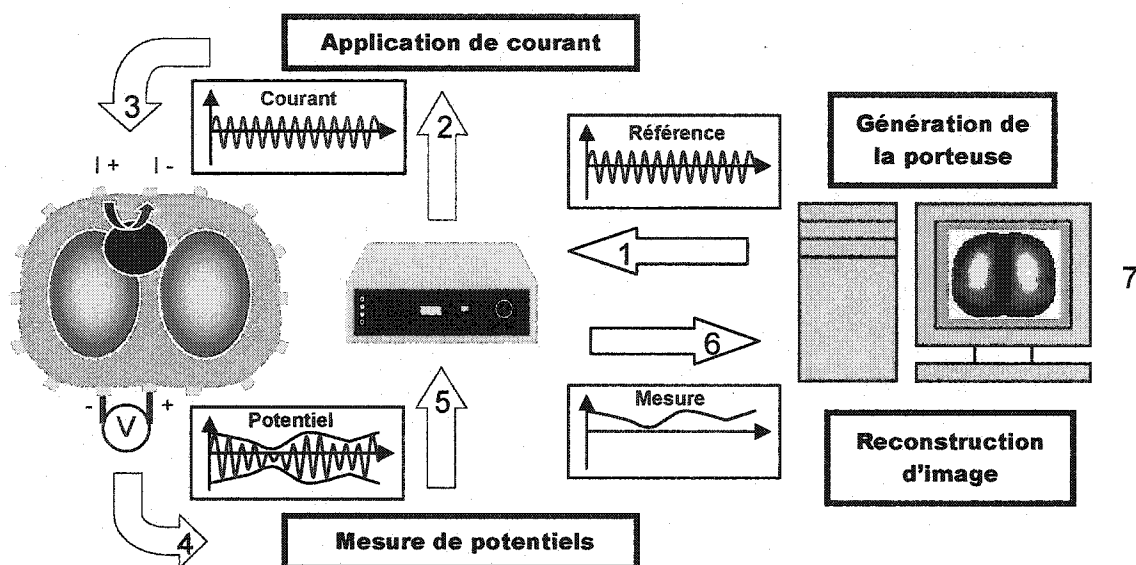 Application de courant
3
Courant
2
I +
I -
Référence
Génération de
la porteuse
1
7
6
- +
V
5
Potentiel
Mesure
Reconstruction
d'image
4
Mesure de potentiels